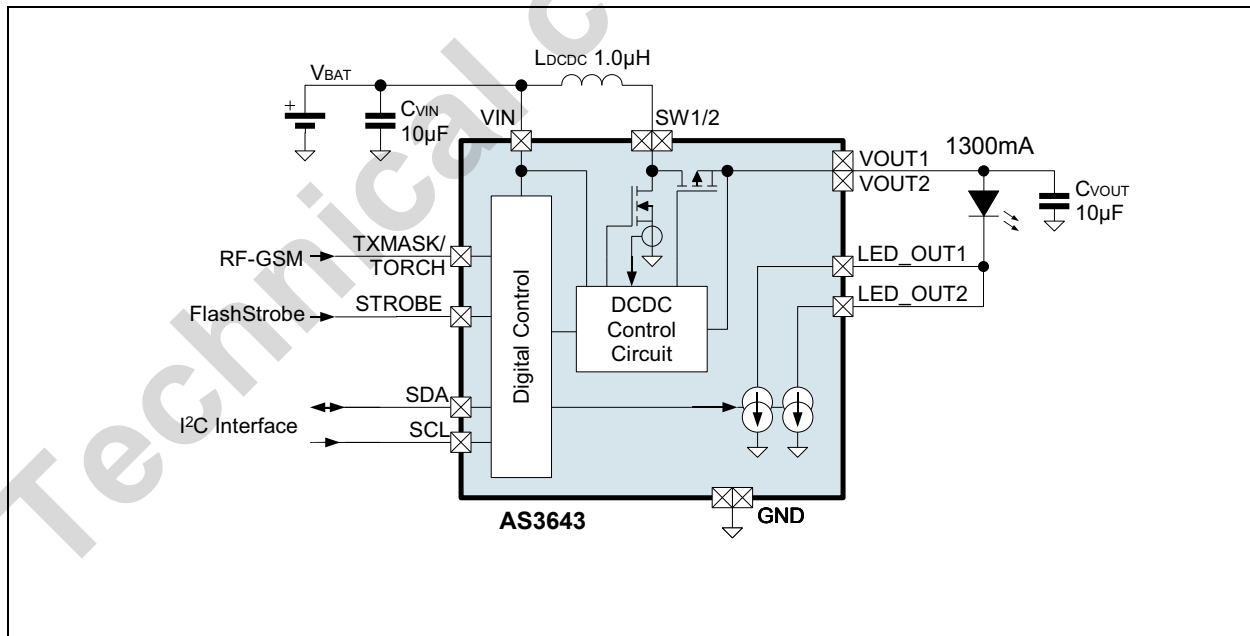 Technical c
LDCDC 1.0µH
VBAT
+
CVIN
10µF
VIN
SW1/2
1300mA
VOUT1
VOUT2
CVOUT
10µF
RF-GSM
TXMASK/
TORCH
LED_OUT1
FlashStrobe
STROBE
LED_OUT2
Digital Control
DCDC
Control
Circuit
I²C Interface
SDA
SCL
AS3643
GND